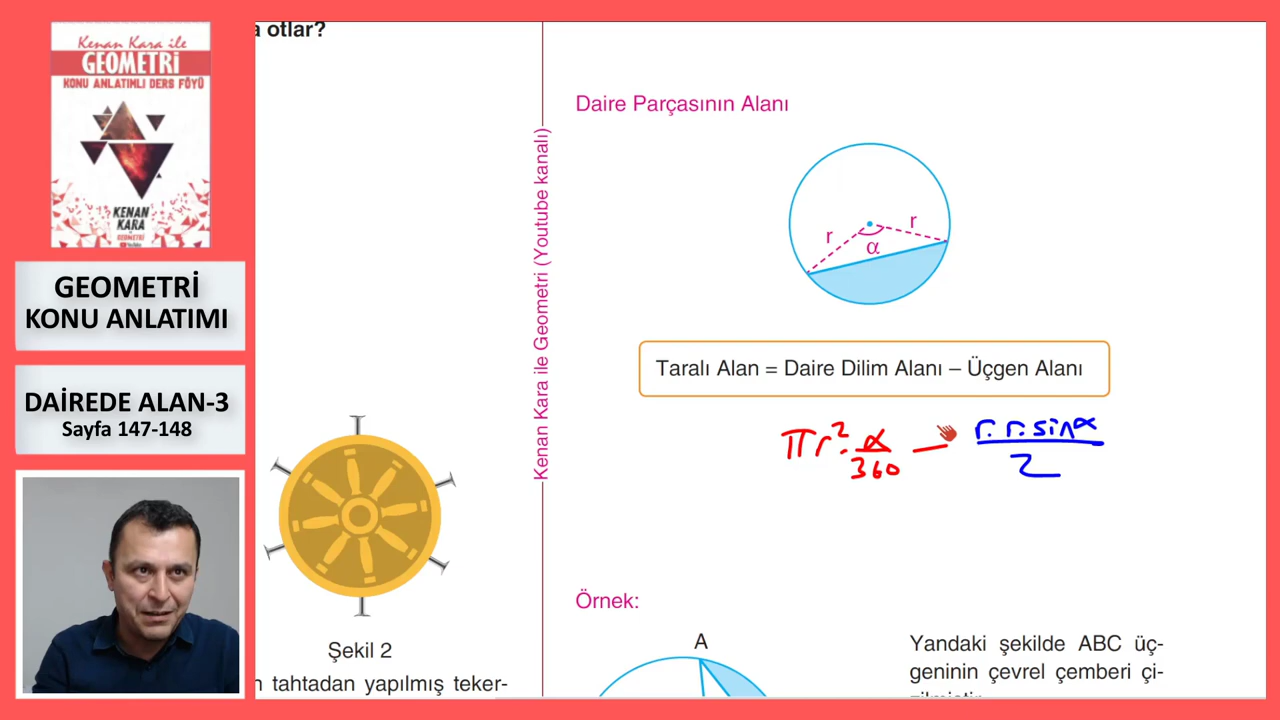 Kenan Kara ile
GEOMETRİ
KONU ANLATIMLI DERS FÖYÜ
KENAN
KARA
GEOMETRİ
YouTube
GEOMETRİ
KONU ANLATIMI
DAİREDE ALAN-3
Sayfa 147-148
a otlar?
Şekil 2
n tahtadan yapılmış teker-
Kenan Kara ile Geometri (Youtube kanalı)
Daire Parçasının Alanı
r
r
α
Taralı Alan = Daire Dilim Alanı – Üçgen Alanı
πr². α/360 — r.r.sinα/2
Örnek:
A
Yandaki şekilde ABC üç-
geninin çevrel çemberi çi-